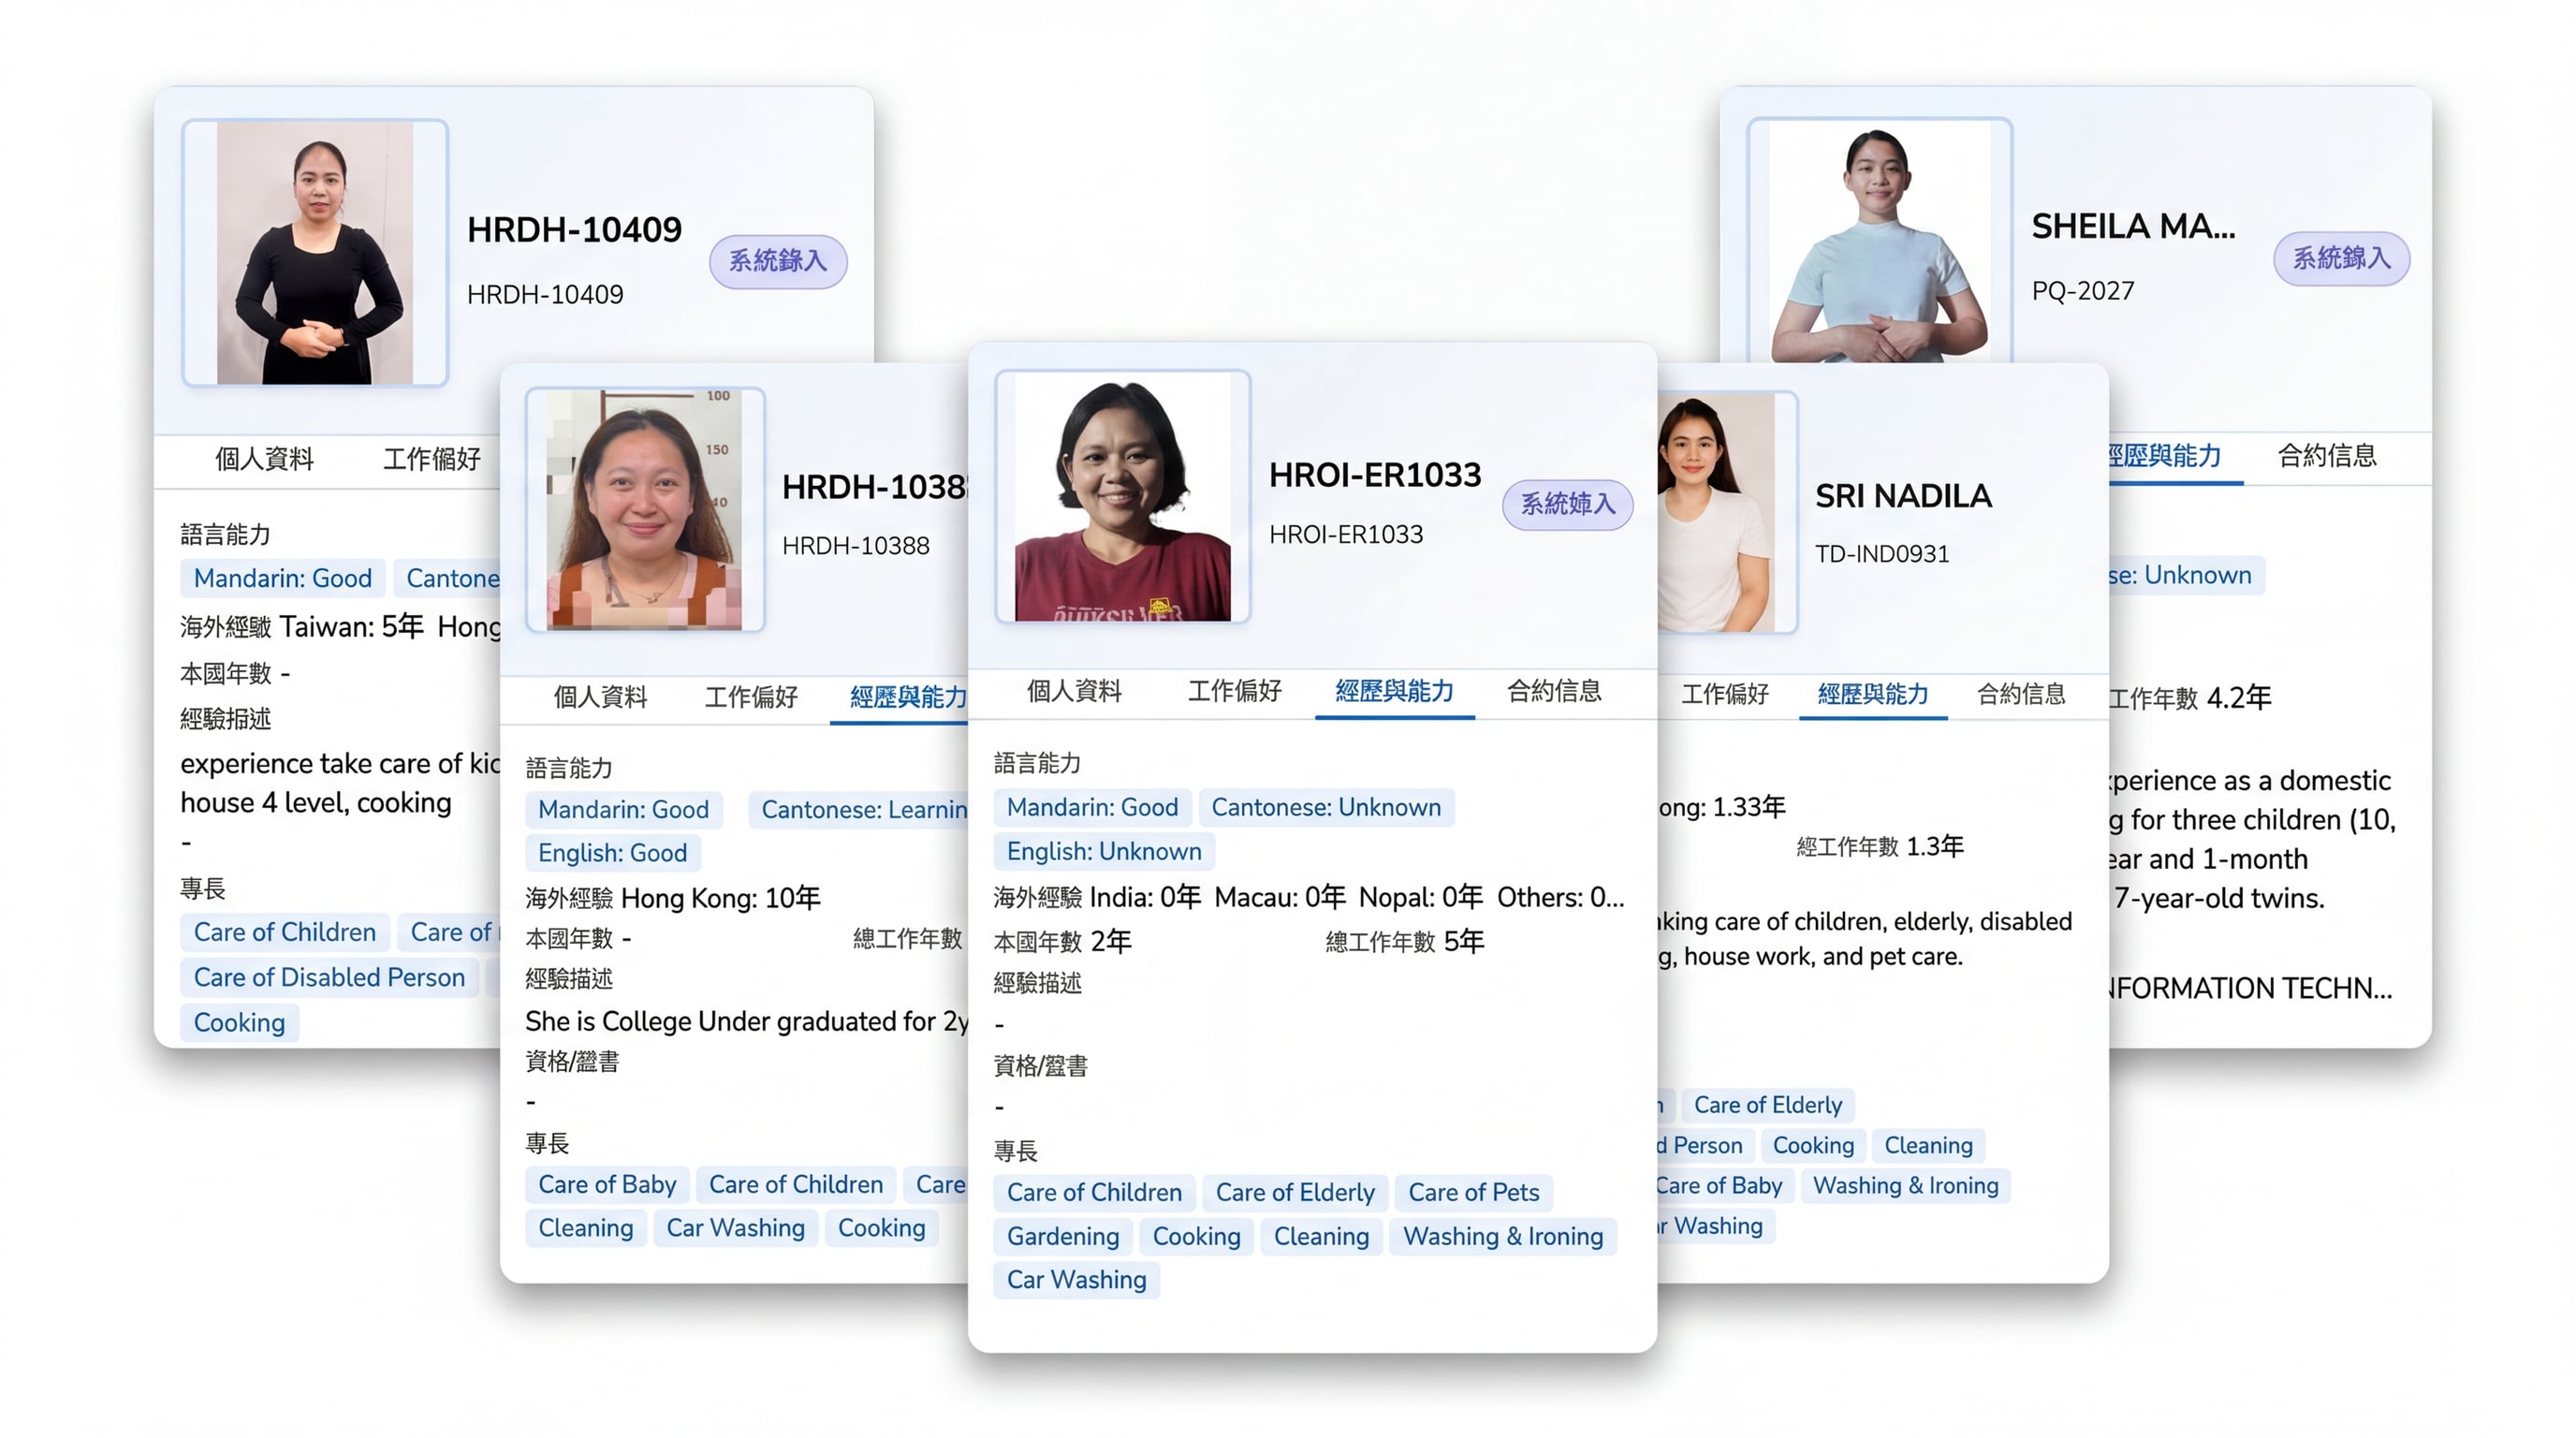 HRDH-10409
HRDH-10409
系統錄入
個人資料 工作偏好
語言能力
Mandarin: Good Cantone
海外經 Taiwan: 5年 Hong
本國年數 -
經驗 述
experience take care of kid
house 4 level, cooking
-
專長
Care of Children Care of
Care of Disabled Person
Cooking
100
150
40
HRDH-1038
HRDH-10388
個人資料 工作偏好 經歷與能力
語言能力
Mandarin: Good Cantonese: Learnin
English: Good
海外經驗 Hong Kong: 10年
本國年數 - 總工作年數
經驗描述
She is College Under graduated for 2y
資格/ 書
-
專長
Care of Baby Care of Children Care
Cleaning Car Washing Cooking
QUIKSILVER
HROI-ER1033
HROI-ER1033
系統 入
個人資料 工作偏好 經歷與能力 合約信息
語言能力
Mandarin: Good Cantonese: Unknown
English: Unknown
海外經驗 India: 0年 Macau: 0年 Nepal: 0年 Others: 0...
本國年數 2年 總工作年數 5年
經驗描述
-
資格/ 書
-
專長
Care of Children Care of Elderly Care of Pets
Gardening Cooking Cleaning Washing & Ironing
Car Washing
SRI NADILA
TD-IND0931
工作偏好 經歷與能力 合約信息
ong: 1.33年
經工作年數 1.3年
king care of children, elderly, disabled
g, house work, and pet care.
n Care of Elderly
d Person Cooking Cleaning
Care of Baby Washing & Ironing
ar Washing
SHEILA MA...
PQ-2027
系統 入
經歷與能力 合約信息
se: Unknown
工作年數 4.2年
xperience as a domestic
g for three children (10,
ear and 1-month
7-year-old twins.
NFORMATION TECHN...